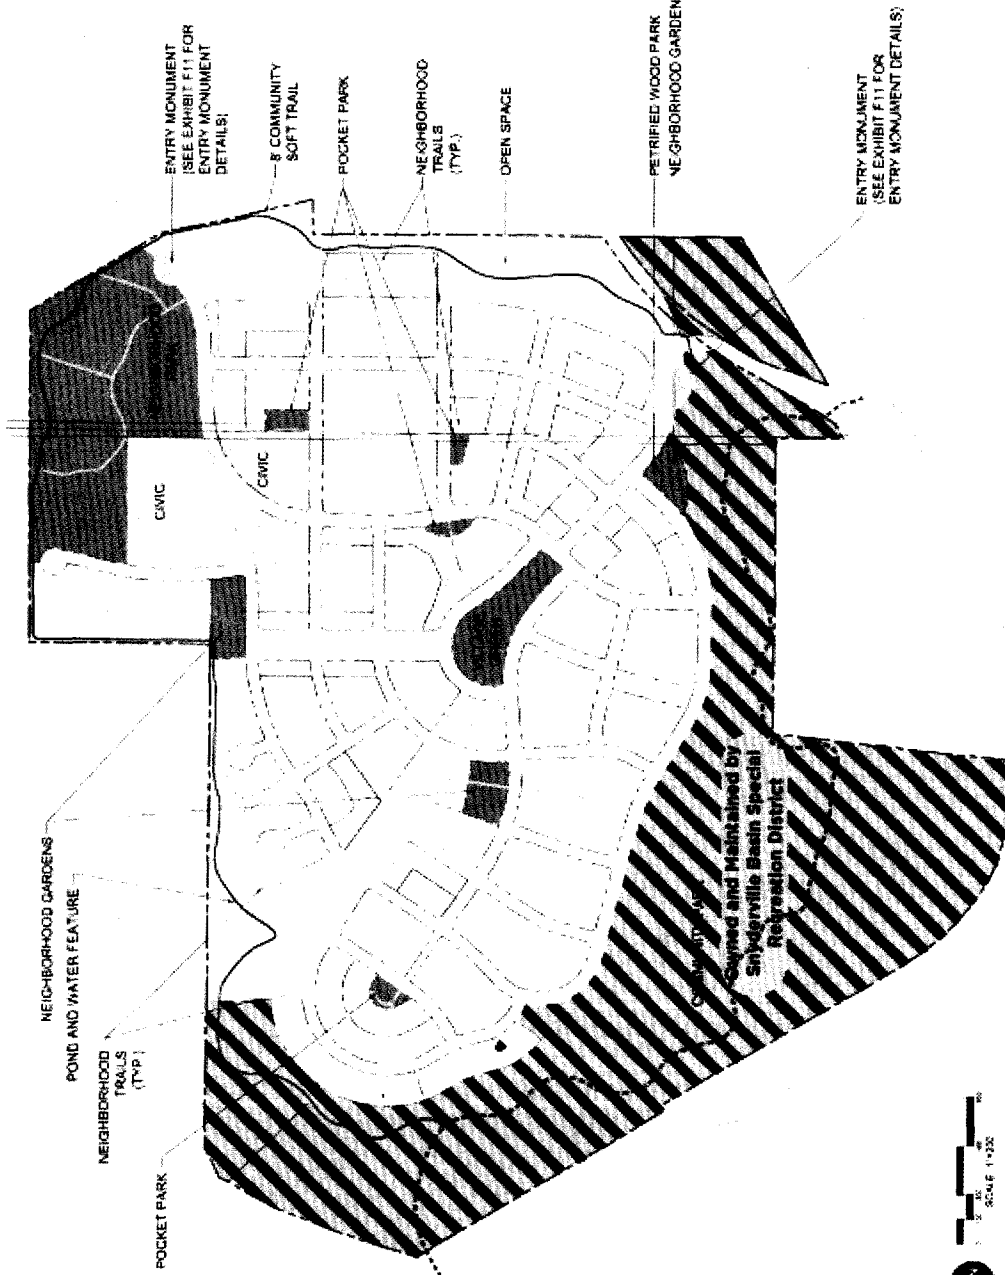 ENTRY MONUMENT
(SEE EXHIBIT F11 FOR
ENTRY MONUMENT
DETAILS)
8' COMMUNITY
SOFT TRAIL
POCKET PARK
NEIGHBORHOOD
TRAILS
(TYP.)
OPEN SPACE
PETRIFIED WOOD PARK
NEIGHBORHOOD GARDEN
ENTRY MONUMENT
(SEE EXHIBIT F11 FOR
ENTRY MONUMENT DETAILS)
NEIGHBORHOOD
PARK
CIVIC
CIVIC
NEIGHBORHOOD GARDENS
POND AND WATER FEATURE
NEIGHBORHOOD
TRAILS
(TYP.)
POCKET PARK
Owned and Maintained by
Snyderville Basin Special
Recreation District
SCALE 1"=200